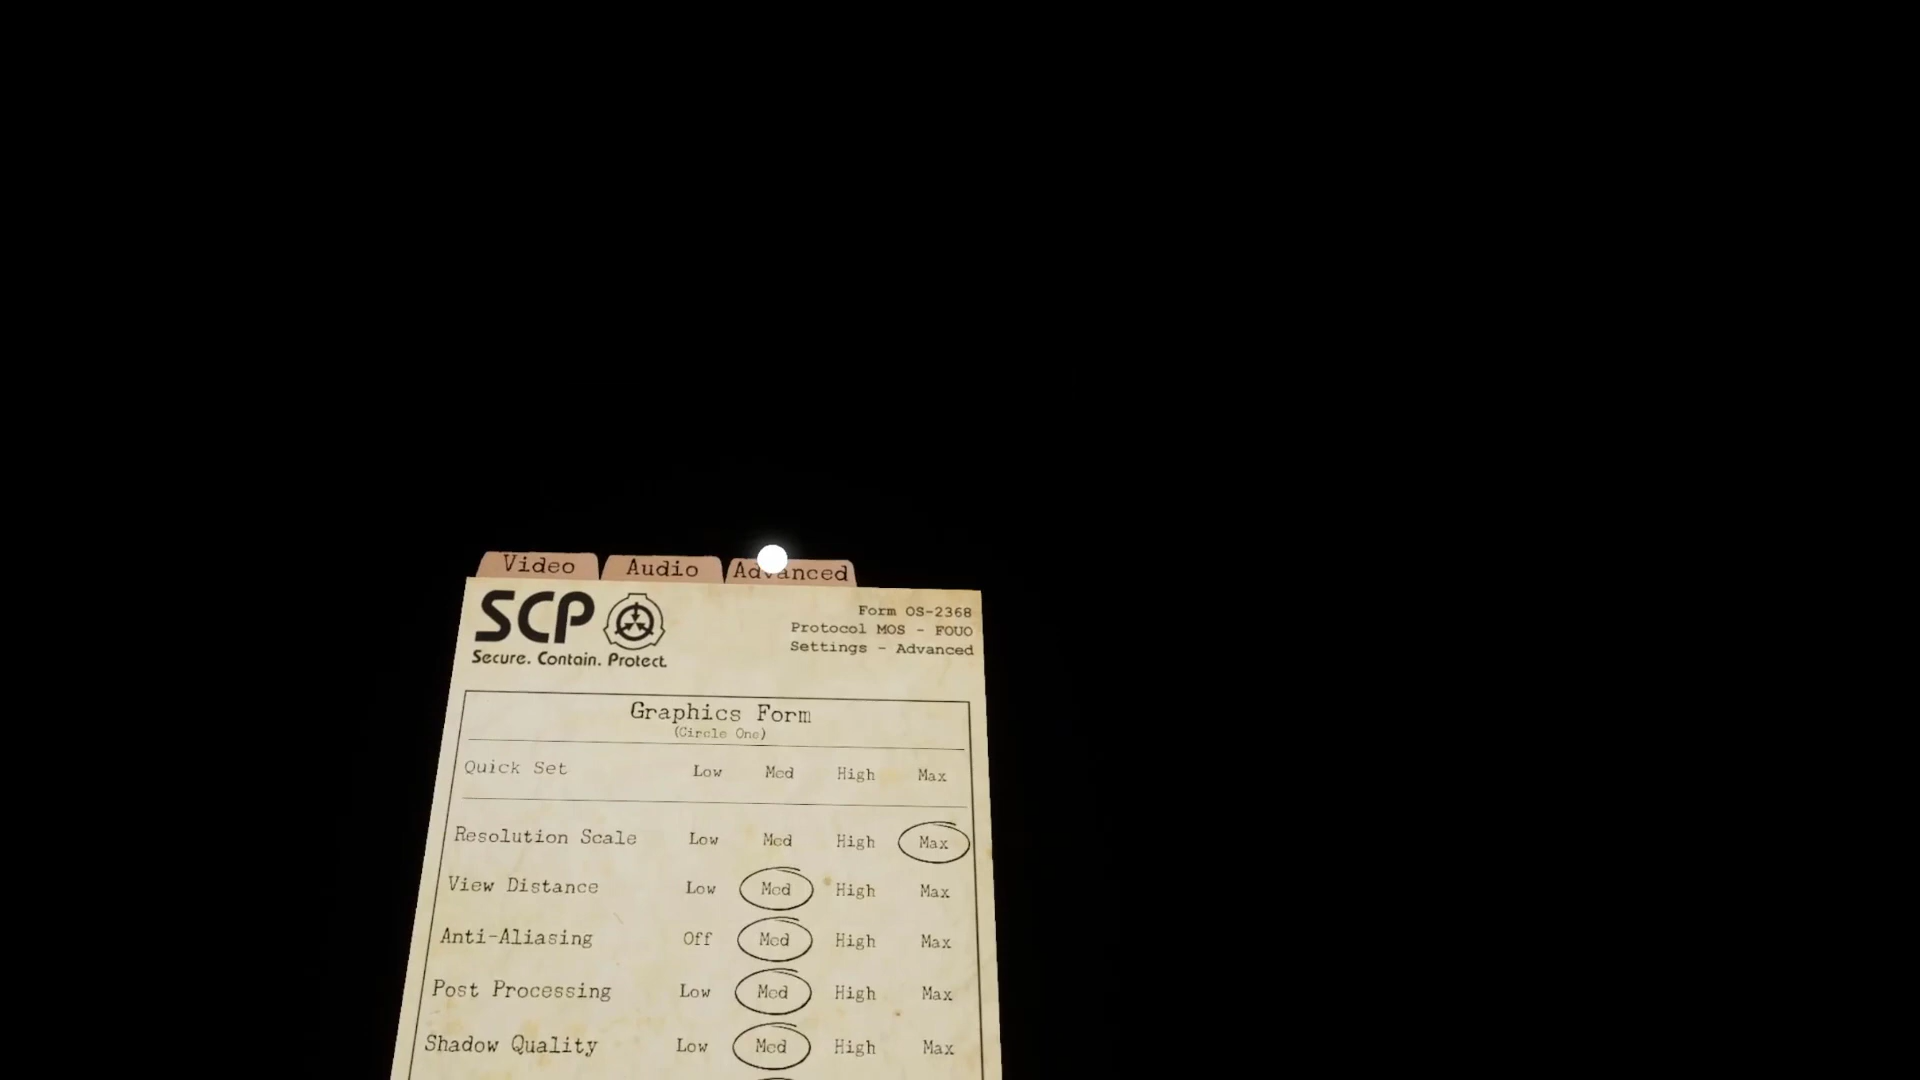 Video Audio Advanced
SCP
Secure. Contain. Protect.
Form OS-2368
Protocol MOS - FOUO
Settings - Advanced
Graphics Form
(Circle One)
Quick Set Low Med High Max
Resolution Scale Low Med High Max
View Distance Low Med High Max
Anti-Aliasing Off Med High Max
Post Processing Low Med High Max
Shadow Quality Low Med High Max